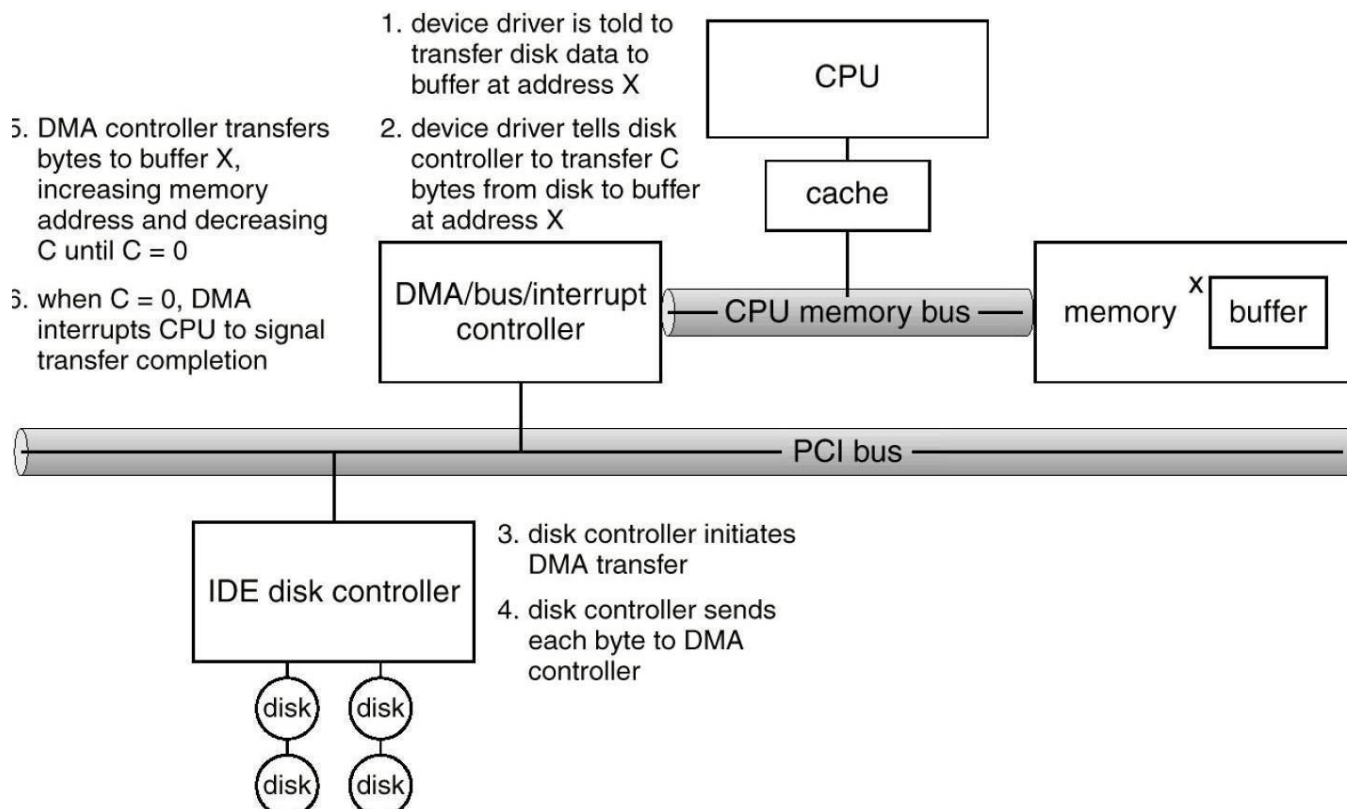 1. device driver is told to
transfer disk data to
buffer at address X
2. device driver tells disk
controller to transfer C
bytes from disk to buffer
at address X
5. DMA controller transfers
bytes to buffer X,
increasing memory
address and decreasing
C until C = 0
6. when C = 0, DMA
interrupts CPU to signal
transfer completion
CPU
cache
DMA/bus/interrupt
controller
CPU memory bus
memory
x
buffer
PCI bus
IDE disk controller
3. disk controller initiates
DMA transfer
4. disk controller sends
each byte to DMA
controller
disk
disk
disk
disk